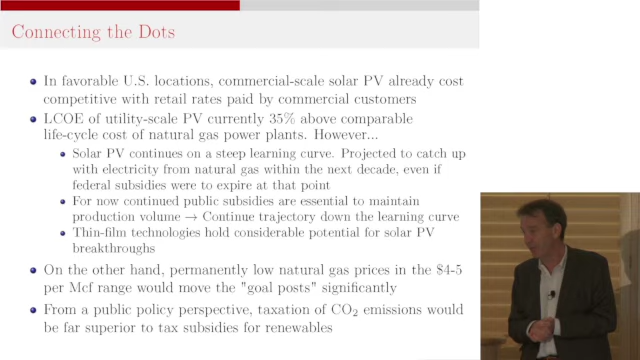 Connecting the Dots
In favorable U.S. locations, commercial-scale solar PV already cost
competitive with retail rates paid by commercial customers
LCOE of utility-scale PV currently 35% above comparable
life-cycle cost of natural gas power plants. However...
Solar PV continues on a steep learning curve. Projected to catch up
with electricity from natural gas within the next decade, even if
federal subsidies were to expire at that point
For now continued public subsidies are essential to maintain
production volume → Continue trajectory down the learning curve
Thin-film technologies hold considerable potential for solar PV
breakthroughs
On the other hand, permanently low natural gas prices in the $4-5
per Mcf range would move the "goal posts" significantly
From a public policy perspective, taxation of CO₂ emissions would
be far superior to tax subsidies for renewables